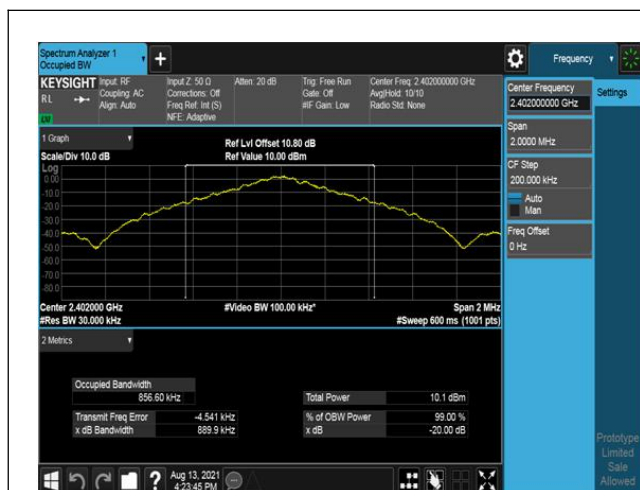 Spectrum Analyzer 1
Occupied BW
Frequency
KEYSIGHT
Input: RF
Coupling: AC
Align: Auto
Input Z: 50 Ω
Corrections: Off
Freq Ref: Int (S)
NFE: Adaptive
Atten: 20 dB
Trig: Free Run
Gate: Off
#IF Gain: Low
Center Freq: 2.402000000 GHz
Avg|Hold: 10/10
Radio Std: None
Center Frequency
2.402000000 GHz
Settings
Span
2.0000 MHz
CF Step
200.000 kHz
Auto
Man
Freq Offset
0 Hz
1 Graph
Scale/Div 10.0 dB
Ref Lvl Offset 10.80 dB
Ref Value 10.00 dBm
Log
0.00
-10.0
-20.0
-30.0
-40.0
-50.0
-60.0
-70.0
-80.0
Center 2.402000 GHz
#Res BW 30.000 kHz
#Video BW 100.00 kHz*
Span 2 MHz
#Sweep 600 ms (1001 pts)
2 Metrics
Occupied Bandwidth
856.60 kHz
Transmit Freq Error -4.541 kHz
x dB Bandwidth 889.9 kHz
Total Power 10.1 dBm
% of OBW Power 99.00 %
x dB -20.00 dB
Prototype
Limited
Sale
Allowed
Aug 13, 2021
4:23:45 PM